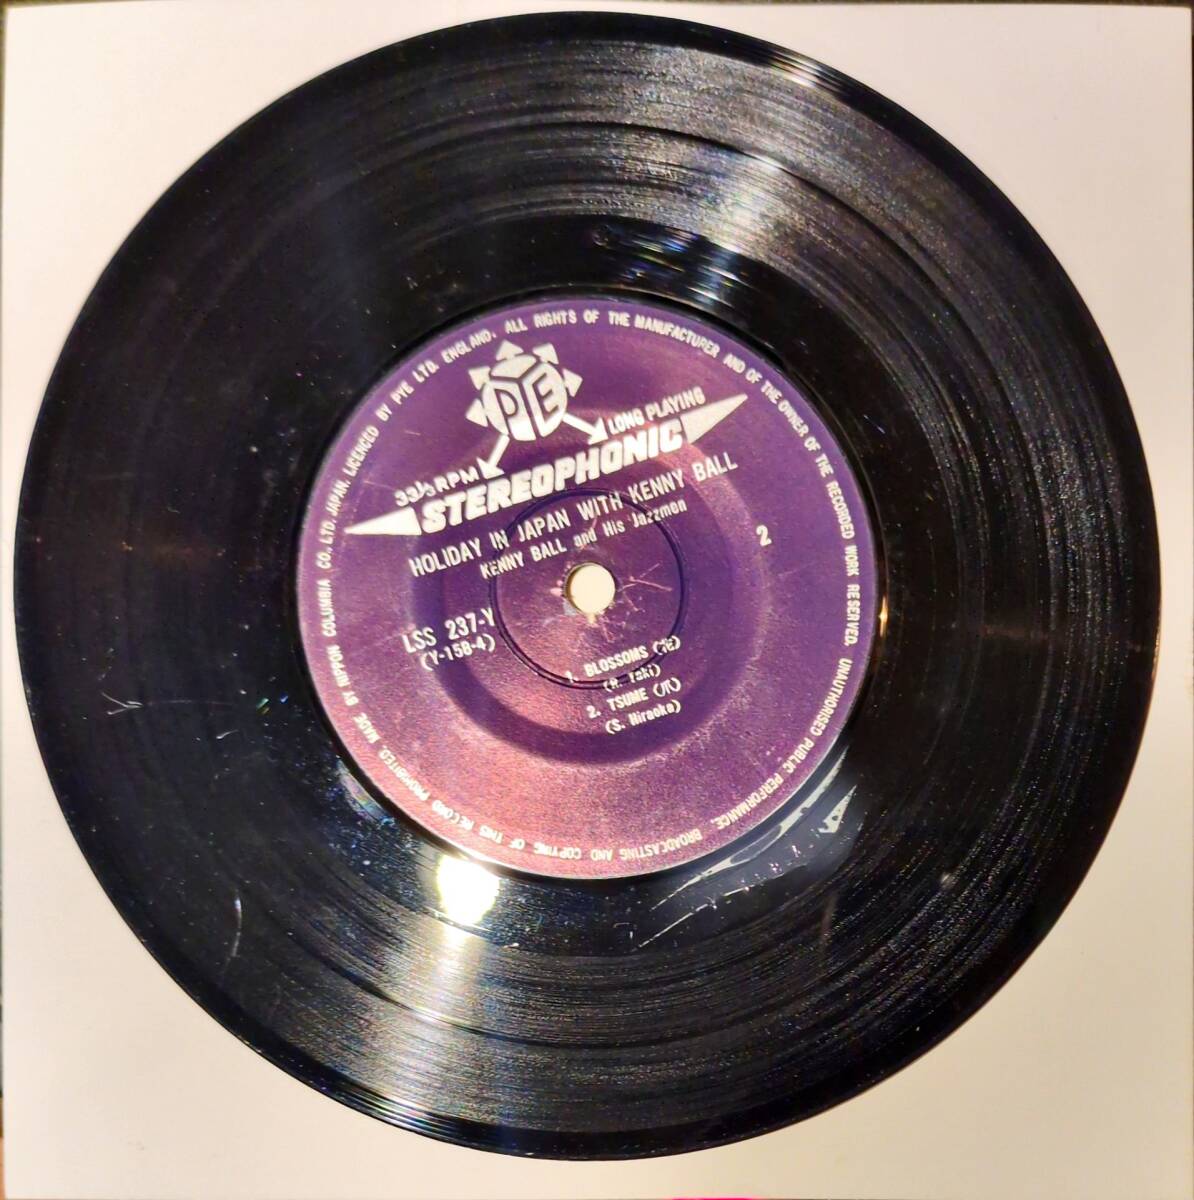 MADE BY NIPPON COLUMBIA CO., LTD. JAPAN. LICENCED BY PYE LTD. ENGLAND. ALL RIGHTS OF THE MANUFACTURER AND OF THE OWNER OF THE RECORDED WORK RESERVED. UNAUTHORISED PUBLIC PERFORMANCE, BROADCASTING AND COPYING OF THIS RECORD PROHIBITED.
PYE
33⅓RPM LONG PLAYING
STEREOPHONIC
HOLIDAY IN JAPAN WITH KENNY BALL
KENNY BALL and His Jazzmen
2
LSS 237-Y
(Y-158-4)
1. BLOSSOMS (花)
(R. Taki)
2. TSUME (爪)
(S. Hiraoka)